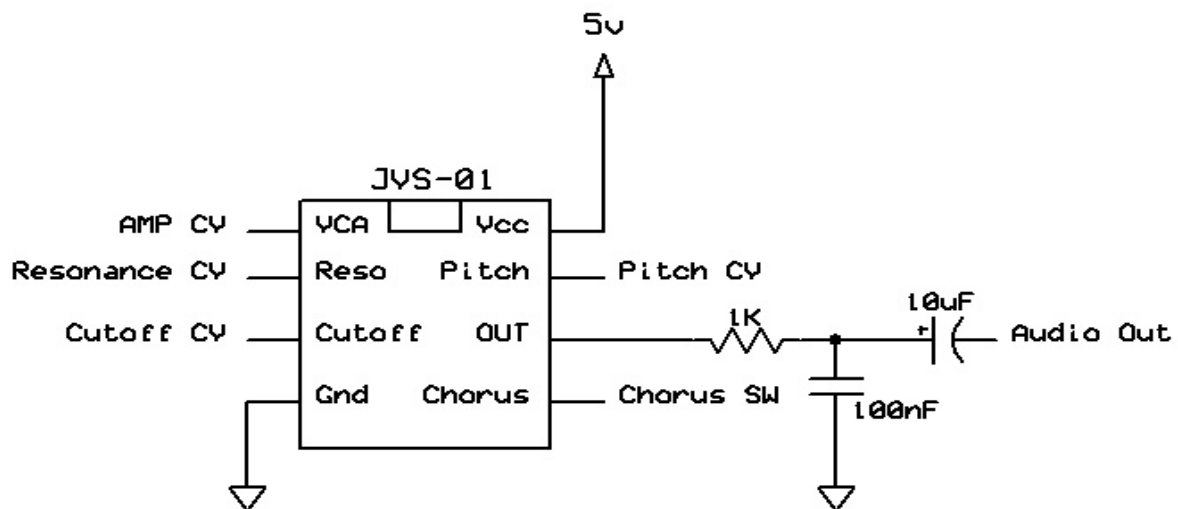 5v
JVS-01
AMP CV VCA Vcc
Resonance CV Reso Pitch Pitch CV
10uF
Cutoff CV Cutoff OUT 1K + Audio Out
Gnd Chorus Chorus SW 100nF